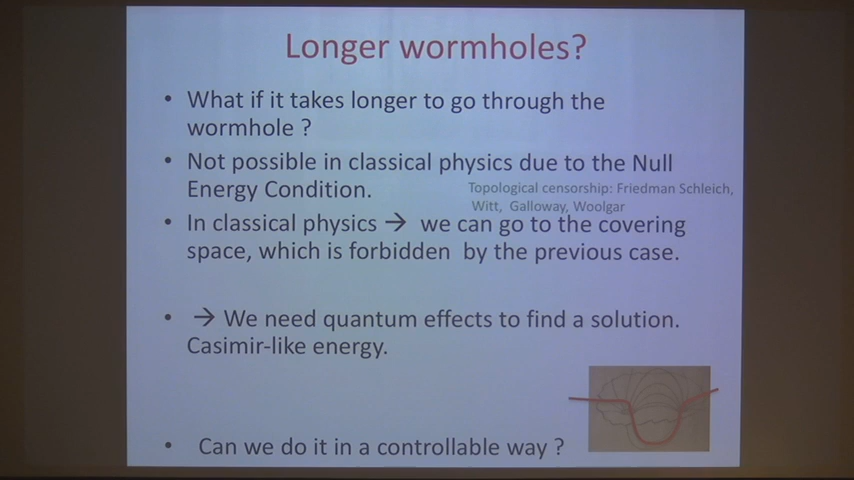 Longer wormholes?
• What if it takes longer to go through the
wormhole ?
• Not possible in classical physics due to the Null
Energy Condition.
Topological censorship: Friedman Schleich,
Witt, Galloway, Woolgar
• In classical physics → we can go to the covering
space, which is forbidden by the previous case.
• → We need quantum effects to find a solution.
Casimir-like energy.
• Can we do it in a controllable way ?